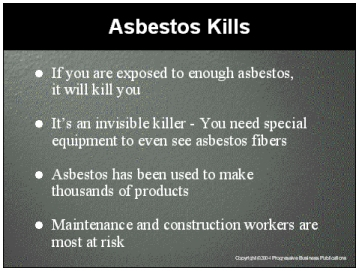 Asbestos Kills
• If you are exposed to enough asbestos,
it will kill you
• It's an invisible killer - You need special
equipment to even see asbestos fibers
• Asbestos has been used to make
thousands of products
• Maintenance and construction workers are
most at risk
Copyright©2004 Progressive Business Publications